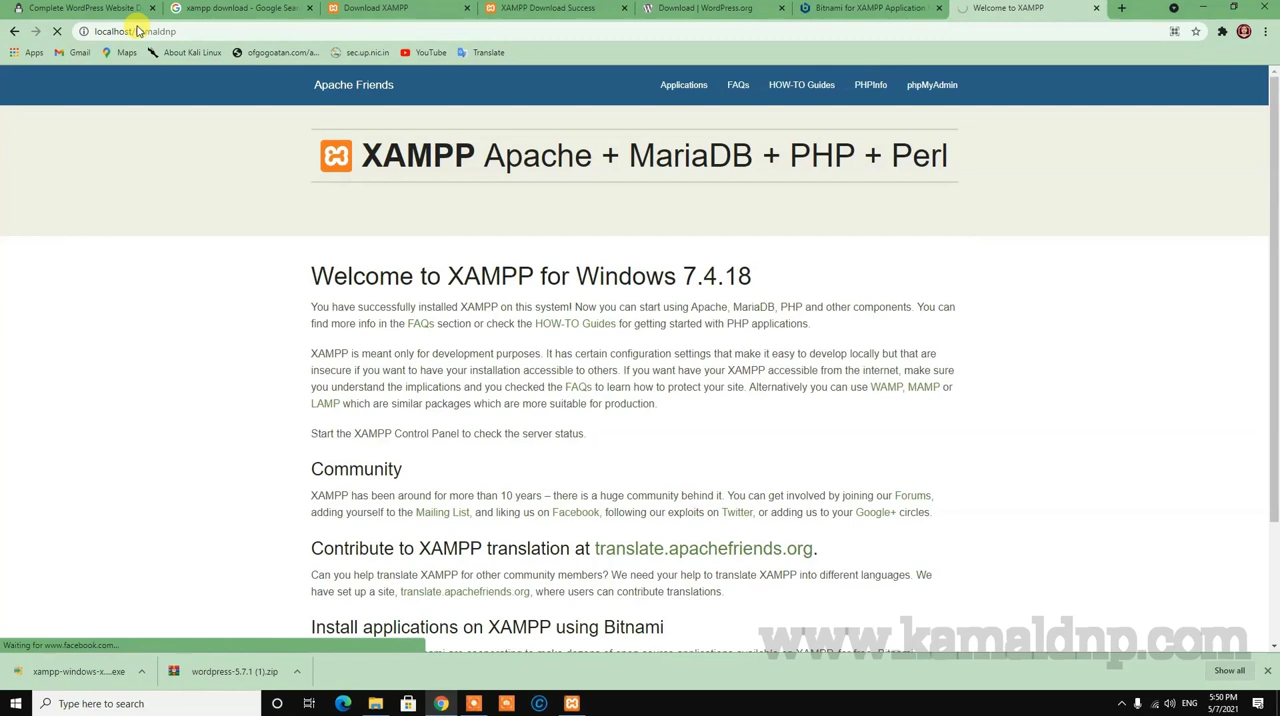 Complete WordPress Website D
xampp download - Google Sear
Download XAMPP
XAMPP Download Success
Download | WordPress.org
Bitnami for XAMPP Application
Welcome to XAMPP
Apps
Gmail
Maps
About Kali Linux
ofgogoatan.com/...
sec.up.nic.in
YouTube
Translate
Apache Friends
Applications
FAQs
HOW-TO Guides
PHPInfo
phpMyAdmin
XAMPP Apache + MariaDB + PHP + Perl
Welcome to XAMPP for Windows 7.4.18
You have successfully installed XAMPP on this system! Now you can start using Apache, MariaDB, PHP and other components. You can
find more info in the FAQs section or check the HOW-TO Guides for getting started with PHP applications.
XAMPP is meant only for development purposes. It has certain configuration settings that make it easy to develop locally but that are
insecure if you want to have your installation accessible to others. If you want have your XAMPP accessible from the internet, make sure
you understand the implications and you checked the FAQs to learn how to protect your site. Alternatively you can use WAMP, MAMP or
LAMP which are similar packages which are more suitable for production.
Start the XAMPP Control Panel to check the server status.
Community
XAMPP has been around for more than 10 years – there is a huge community behind it. You can get involved by joining our Forums,
adding yourself to the Mailing List, and liking us on Facebook, following our exploits on Twitter, or adding us to your Google+ circles.
Contribute to XAMPP translation at translate.apachefriends.org.
Can you help translate XAMPP for other community members? We need your help to translate XAMPP into different languages. We
have set up a site, translate.apachefriends.org, where users can contribute translations.
Install applications on XAMPP using Bitnami
www.kamaldnp.com
Waiting for www.facebook.com...
xampp-windows-x....exe
wordpress-5.7.1 (1).zip
Show all
Type here to search
ENG
5:50 PM
5/7/2021